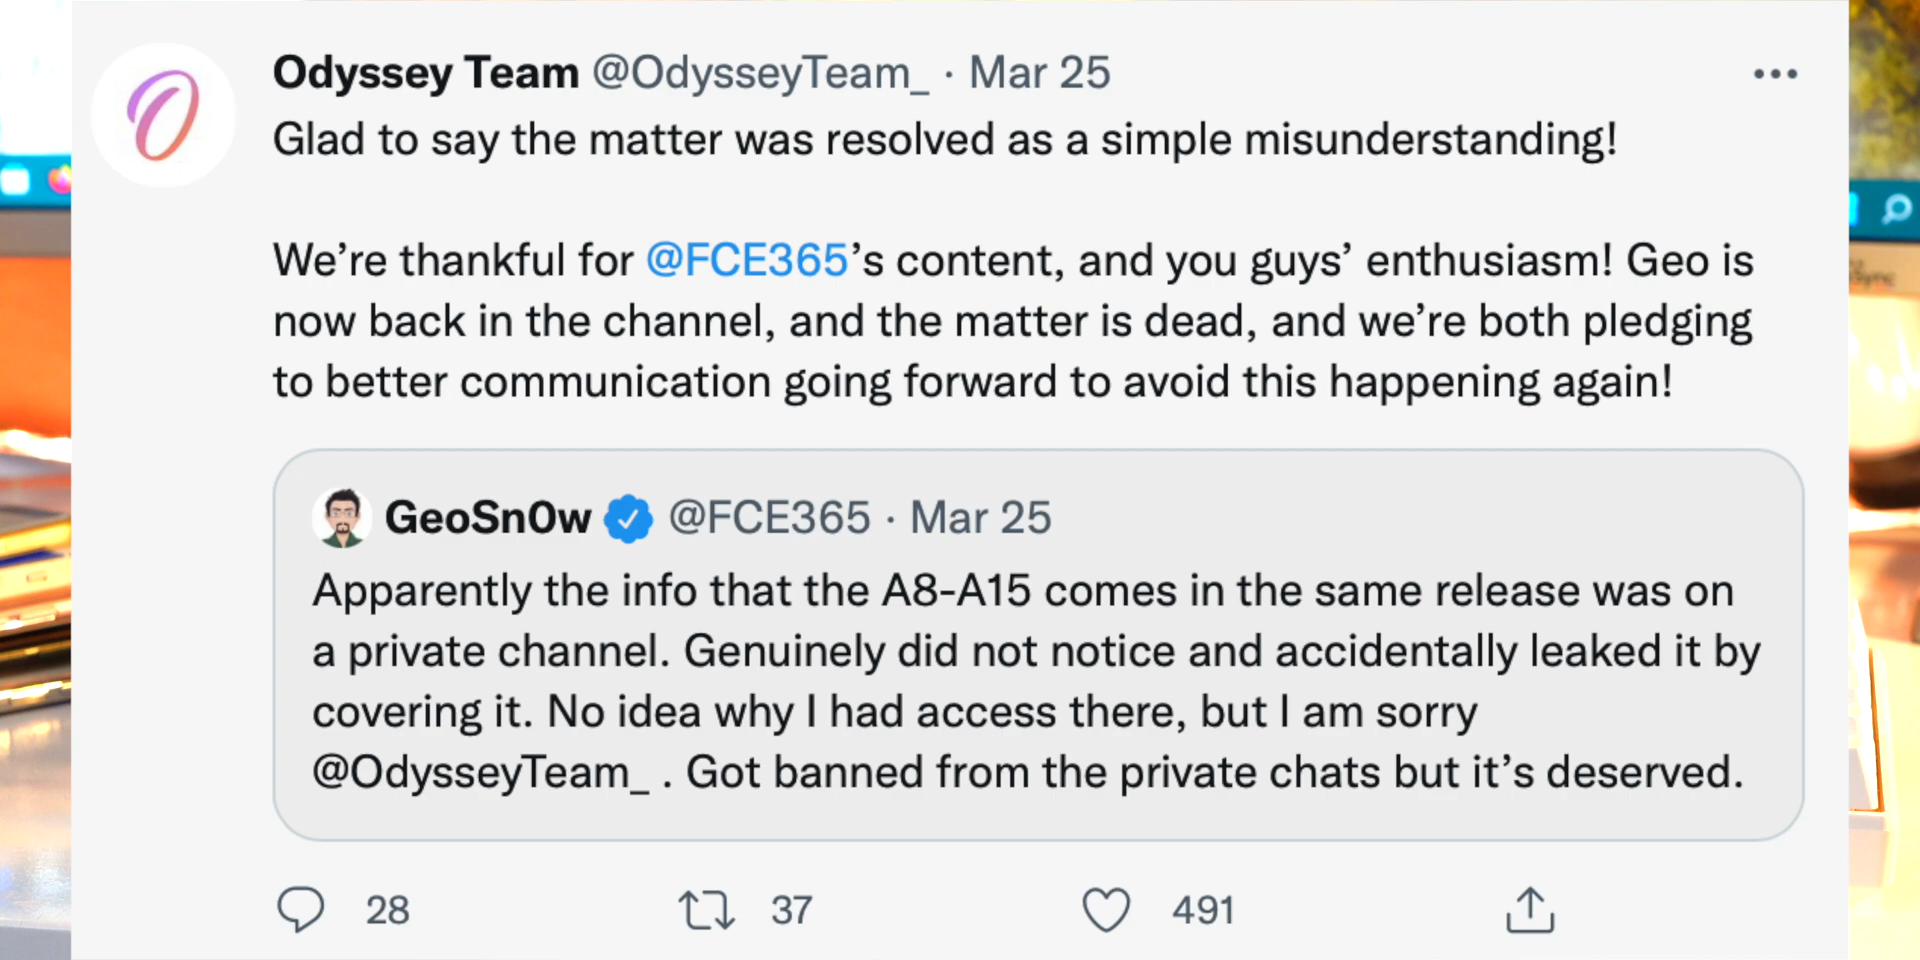 Odyssey Team @OdysseyTeam_ · Mar 25
Glad to say the matter was resolved as a simple misunderstanding!
We’re thankful for @FCE365’s content, and you guys’ enthusiasm! Geo is
now back in the channel, and the matter is dead, and we’re both pledging
to better communication going forward to avoid this happening again!
GeoSn0w @FCE365 · Mar 25
Apparently the info that the A8-A15 comes in the same release was on
a private channel. Genuinely did not notice and accidentally leaked it by
covering it. No idea why I had access there, but I am sorry
@OdysseyTeam_ . Got banned from the private chats but it’s deserved.
28 37 491